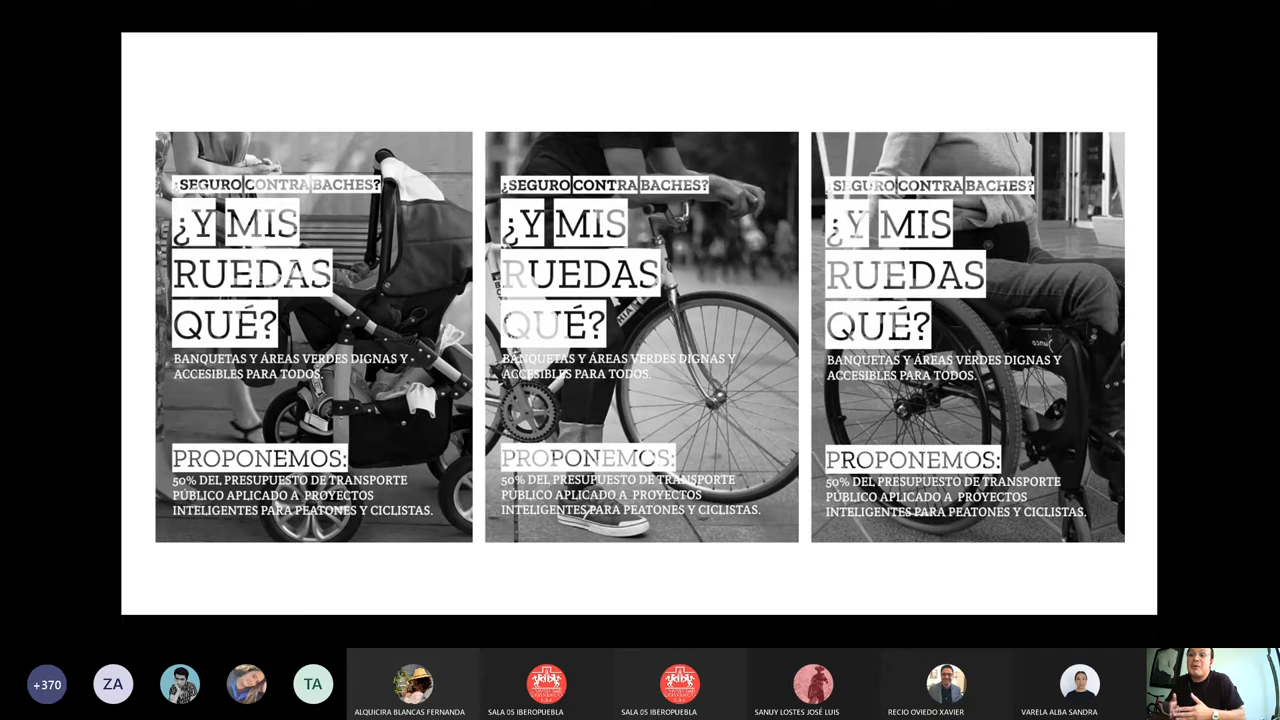 ¿SEGURO CONTRA BACHES?
¿Y MIS
RUEDAS
QUÉ?
BANQUETAS Y ÁREAS VERDES DIGNAS Y
ACCESIBLES PARA TODOS.
PROPONEMOS:
50% DEL PRESUPUESTO DE TRANSPORTE
PÚBLICO APLICADO A PROYECTOS
INTELIGENTES PARA PEATONES Y CICLISTAS.
¿SEGURO CONTRA BACHES?
¿Y MIS
RUEDAS
QUÉ?
BANQUETAS Y ÁREAS VERDES DIGNAS Y
ACCESIBLES PARA TODOS.
PROPONEMOS:
50% DEL PRESUPUESTO DE TRANSPORTE
PÚBLICO APLICADO A PROYECTOS
INTELIGENTES PARA PEATONES Y CICLISTAS.
¿SEGURO CONTRA BACHES?
¿Y MIS
RUEDAS
QUÉ?
BANQUETAS Y ÁREAS VERDES DIGNAS Y
ACCESIBLES PARA TODOS.
PROPONEMOS:
50% DEL PRESUPUESTO DE TRANSPORTE
PÚBLICO APLICADO A PROYECTOS
INTELIGENTES PARA PEATONES Y CICLISTAS.
+370
ZA
TA
ALQUICIRA BLANCAS FERNANDA
SALA 05 IBEROPUEBLA
SALA 05 IBEROPUEBLA
SANUY LOSTES JOSÉ LUIS
RECIO OVIEDO XAVIER
VARELA ALBA SANDRA